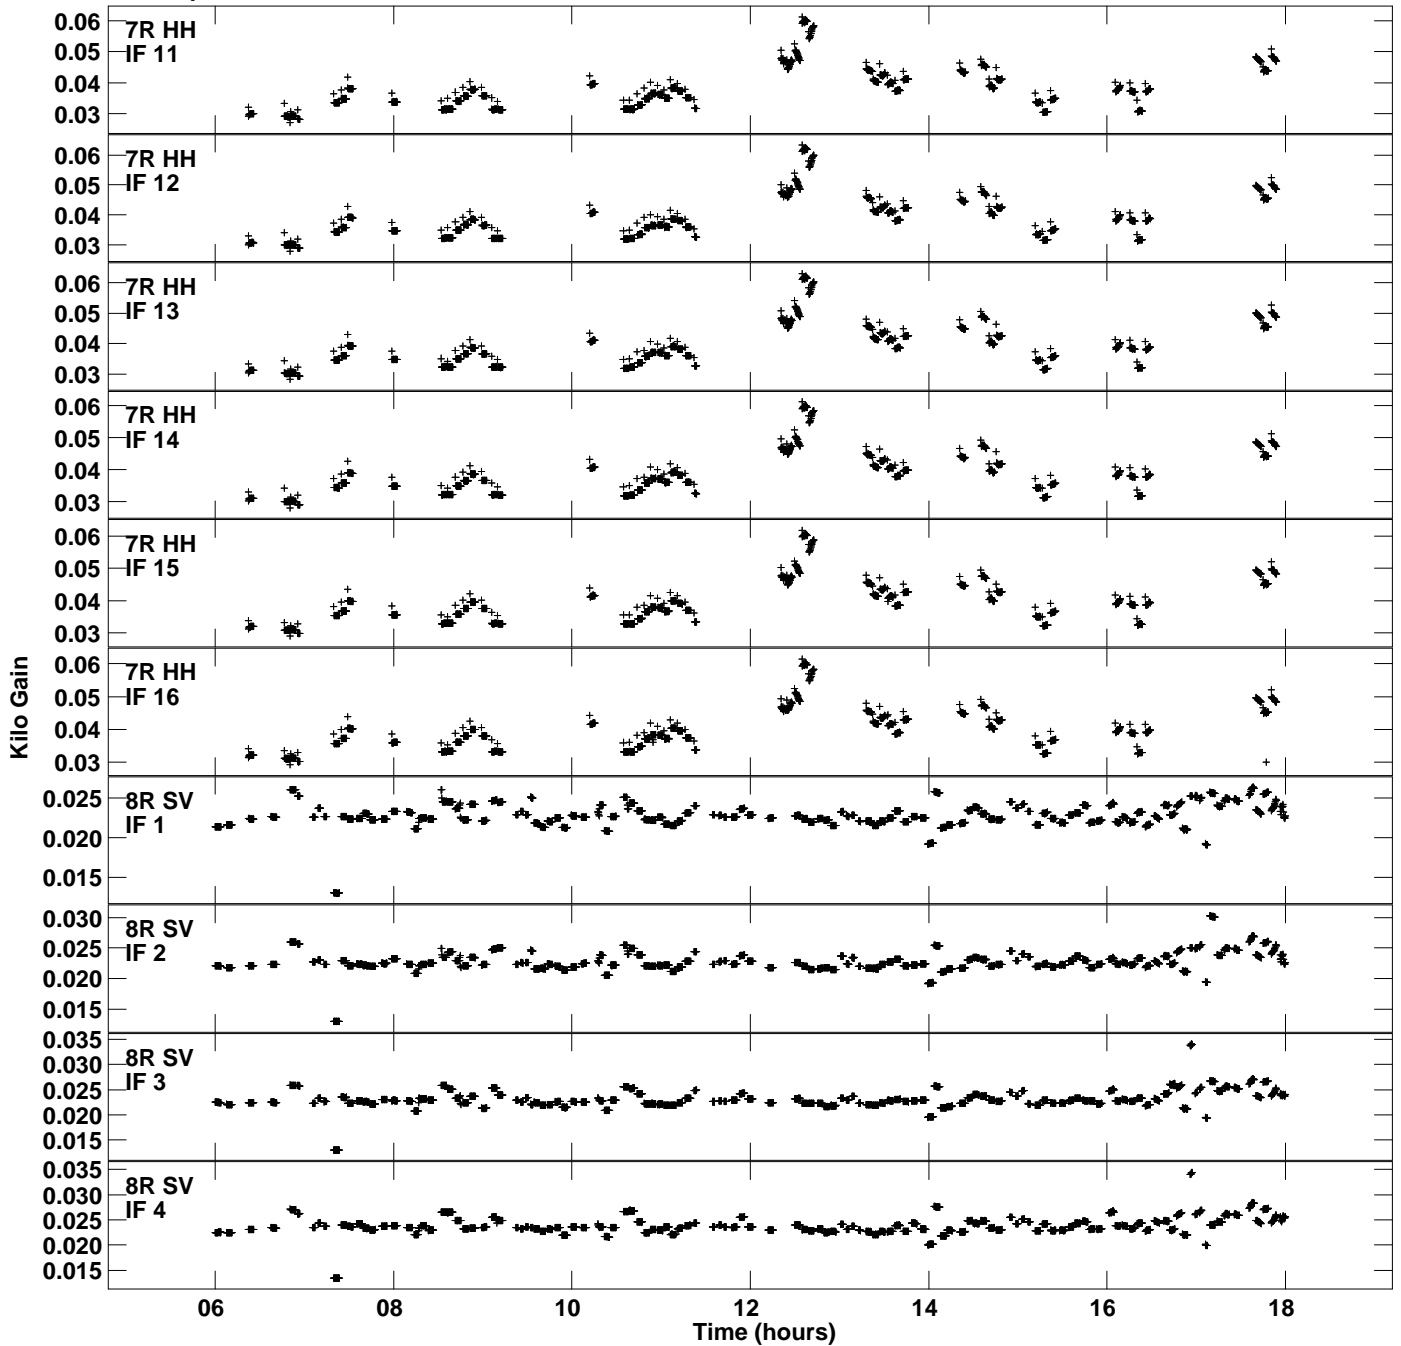 7R HH
IF 11
0.06
0.05
0.04
0.03
7R HH
IF 12
0.06
0.05
0.04
0.03
7R HH
IF 13
0.06
0.05
0.04
0.03
7R HH
IF 14
0.06
0.05
0.04
0.03
7R HH
IF 15
0.06
0.05
0.04
0.03
7R HH
IF 16
0.06
0.05
0.04
0.03
8R SV
IF 1
0.025
0.020
0.015
8R SV
IF 2
0.030
0.025
0.020
0.015
8R SV
IF 3
0.035
0.030
0.025
0.020
0.015
8R SV
IF 4
0.035
0.030
0.025
0.020
0.015
Kilo Gain
06 08 10 12 14 16 18
Time (hours)